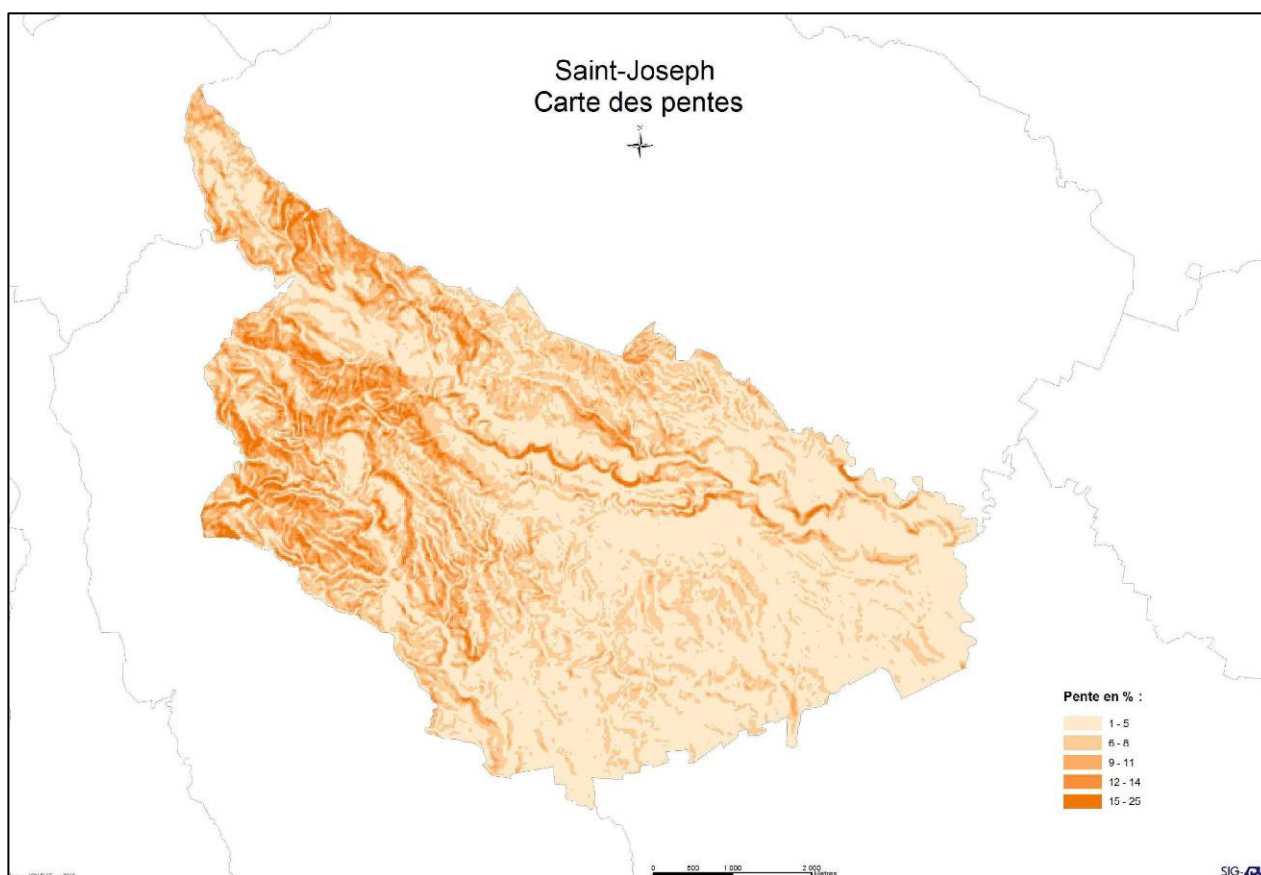 Saint-Joseph
Carte des pentes
N
Pente en % :
1 - 5
6 - 8
9 - 11
12 - 14
15 - 25
0 500 1 000 2 000
Mètres
SIG-